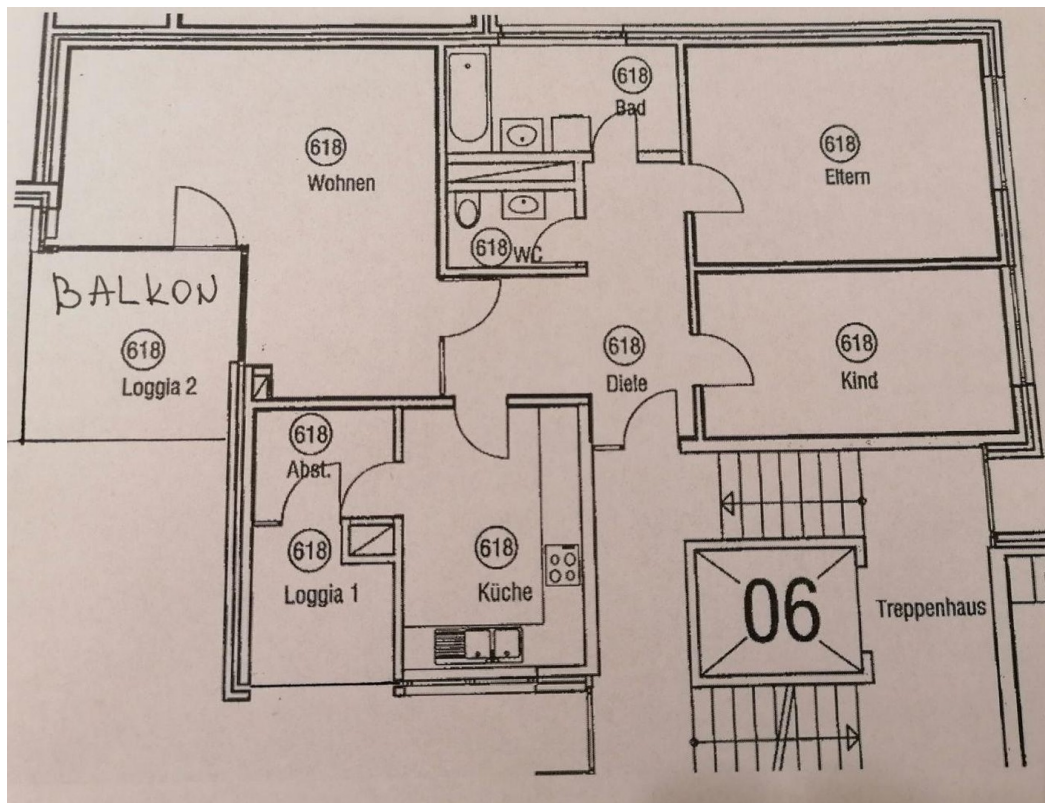 618
Bad
618
Wohnen
618
Eltern
618 WC
BALKON
618
Loggia 2
618
Diele
618
Kind
618
Abst.
618
Loggia 1
618
Küche
06
Treppenhaus